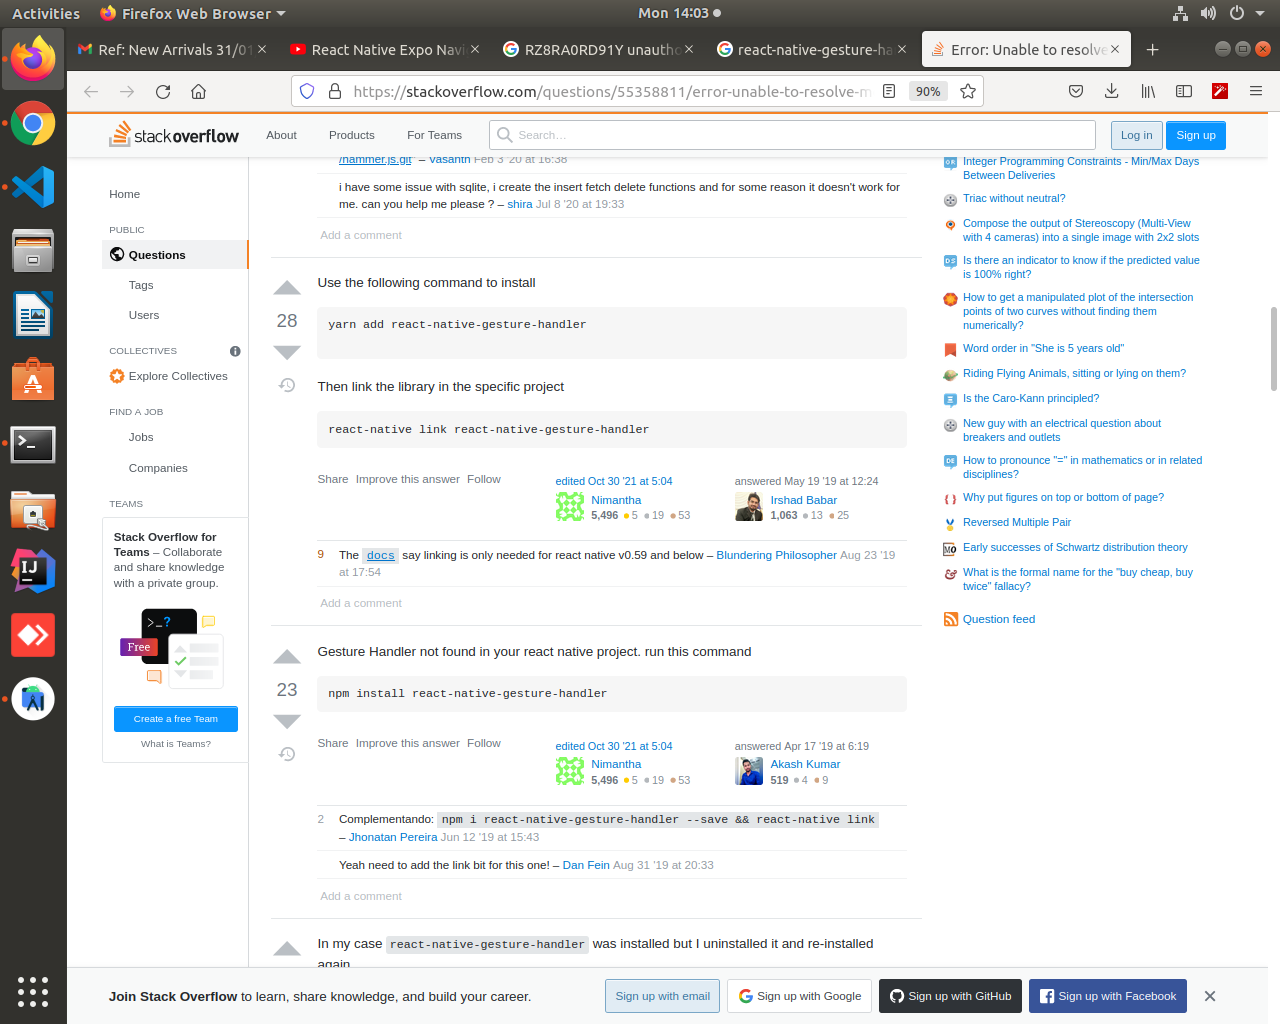 Activities
Firefox Web Browser
Mon 14:03
Ref: New Arrivals 31/01
React Native Expo Navi
RZ8RA0RD91Y unautho
react-native-gesture-ha
Error: Unable to resolve
https://stackoverflow.com/questions/55358811/error-unable-to-resolve-m
90%
stackoverflow
About
Products
For Teams
Search…
Log in
Sign up
Home
PUBLIC
Questions
Tags
Users
COLLECTIVES
Explore Collectives
FIND A JOB
Jobs
Companies
TEAMS
Stack Overflow for
Teams – Collaborate
and share knowledge
with a private group.
>_?
Free
Create a free Team
What is Teams?
/hammer.js.git" – Vasanth Feb 3 '20 at 16:38
i have some issue with sqlite, i create the insert fetch delete functions and for some reason it doesn't work for
me. can you help me please ? – shira Jul 8 '20 at 19:33
Add a comment
Use the following command to install
28
yarn add react-native-gesture-handler
Then link the library in the specific project
react-native link react-native-gesture-handler
Share Improve this answer Follow
edited Oct 30 '21 at 5:04
Nimantha
5,496 5 19 53
answered May 19 '19 at 12:24
Irshad Babar
1,063 13 25
9 The docs say linking is only needed for react native v0.59 and below – Blundering Philosopher Aug 23 '19
at 17:54
Add a comment
Gesture Handler not found in your react native project. run this command
23
npm install react-native-gesture-handler
Share Improve this answer Follow
edited Oct 30 '21 at 5:04
Nimantha
5,496 5 19 53
answered Apr 17 '19 at 6:19
Akash Kumar
519 4 9
2 Complementando: npm i react-native-gesture-handler --save && react-native link
– Jhonatan Pereira Jun 12 '19 at 15:43
Yeah need to add the link bit for this one! – Dan Fein Aug 31 '19 at 20:33
Add a comment
In my case react-native-gesture-handler was installed but I uninstalled it and re-installed
again
Integer Programming Constraints - Min/Max Days
Between Deliveries
Triac without neutral?
Compose the output of Stereoscopy (Multi-View
with 4 cameras) into a single image with 2x2 slots
Is there an indicator to know if the predicted value
is 100% right?
How to get a manipulated plot of the intersection
points of two curves without finding them
numerically?
Word order in "She is 5 years old"
Riding Flying Animals, sitting or lying on them?
Is the Caro-Kann principled?
New guy with an electrical question about
breakers and outlets
How to pronounce "=" in mathematics or in related
disciplines?
Why put figures on top or bottom of page?
Reversed Multiple Pair
Early successes of Schwartz distribution theory
What is the formal name for the "buy cheap, buy
twice" fallacy?
Question feed
Join Stack Overflow to learn, share knowledge, and build your career.
Sign up with email
Sign up with Google
Sign up with GitHub
Sign up with Facebook